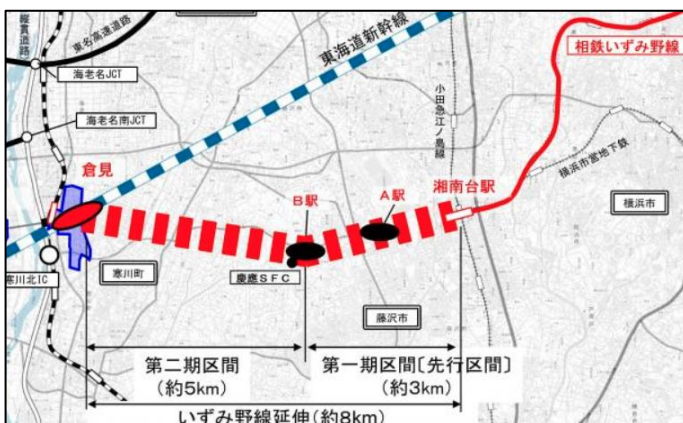 縦貫道路
東名高速道路
海老名JCT
海老名南JCT
東海道新幹線
小田急江ノ島線
相鉄いずみ野線
横浜市営地下鉄
横浜市
倉見
B駅
A駅
湘南台駅
寒川北IC
寒川町
慶應SFC
藤沢市
第二期区間
(約5km)
第一期区間〔先行区間〕
(約3km)
いずみ野線延伸(約8km)